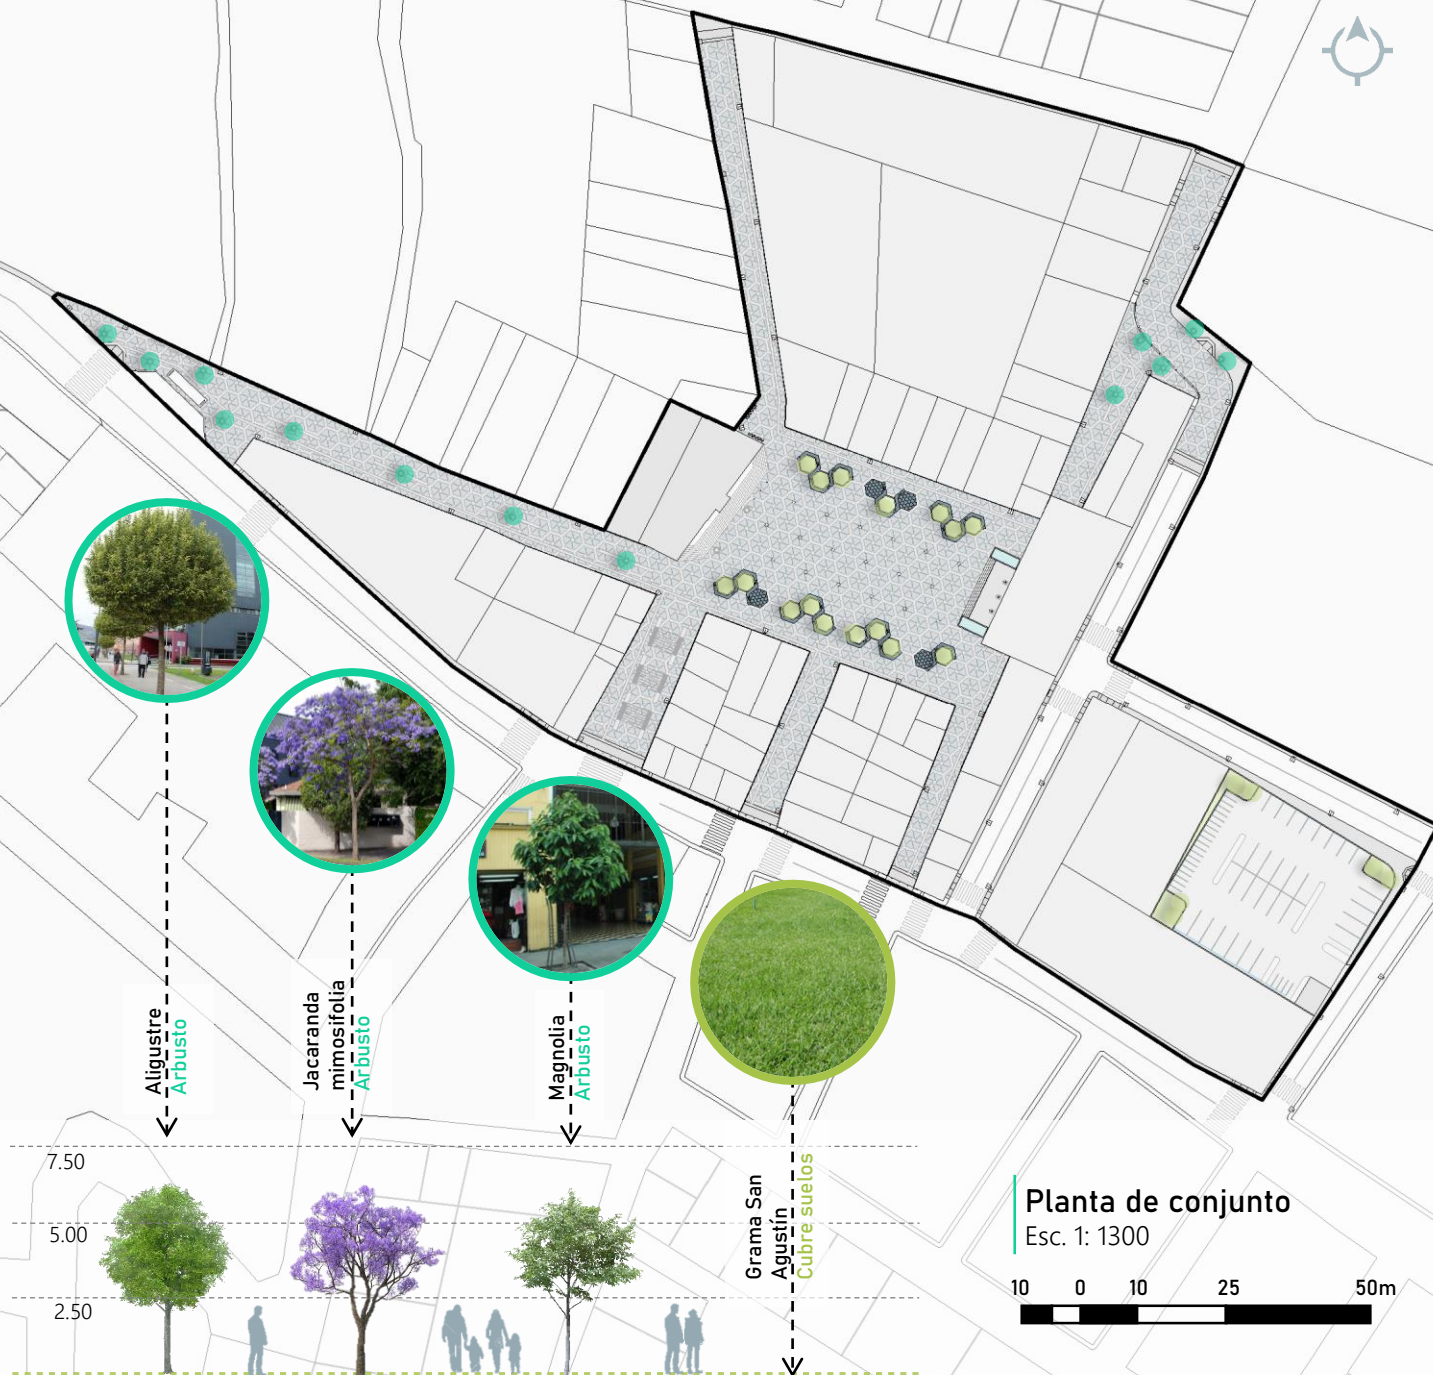 Aligustre
Arbusto
Jacaranda
mimosifolia
Arbusto
Magnolia
Arbusto
Grama San
Agustín
Cubre suelos
7.50
5.00
2.50
Planta de conjunto
Esc. 1: 1300
10 0 10 25 50m